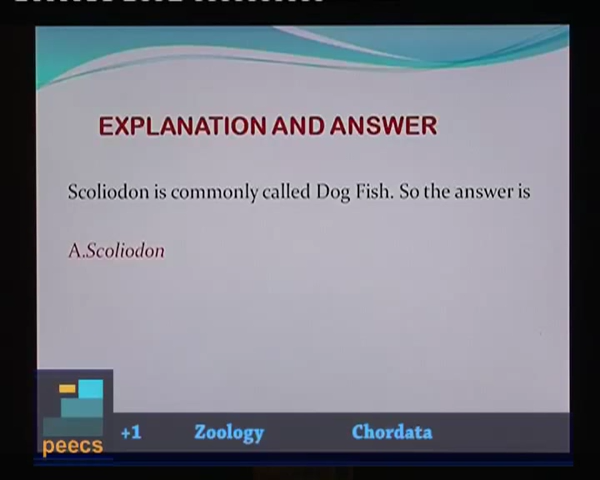 EXPLANATION AND ANSWER
Scoliodon is commonly called Dog Fish. So the answer is
A.Scoliodon
peecs
+1 Zoology Chordata